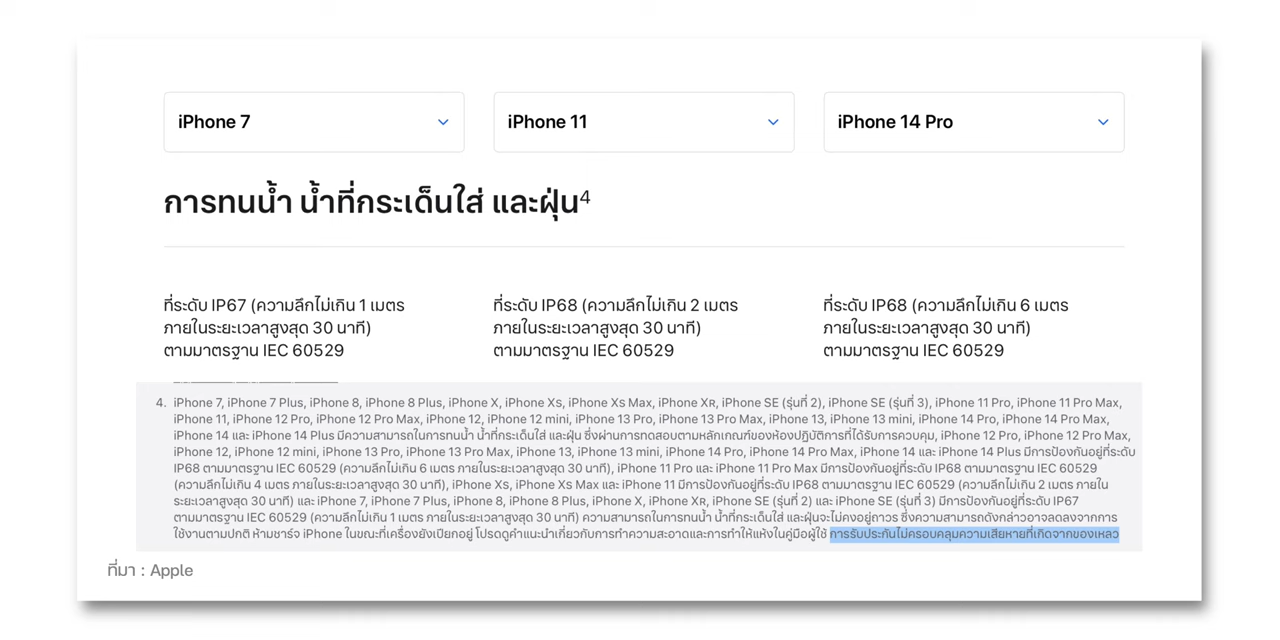 iPhone 7
iPhone 11
iPhone 14 Pro
การทนน้ำ น้ำที่กระเด็นใส่ และฝุ่น4
ที่ระดับ IP67 (ความลึกไม่เกิน 1 เมตร
ภายในระยะเวลาสูงสุด 30 นาที)
ตามมาตรฐาน IEC 60529
ที่ระดับ IP68 (ความลึกไม่เกิน 2 เมตร
ภายในระยะเวลาสูงสุด 30 นาที)
ตามมาตรฐาน IEC 60529
ที่ระดับ IP68 (ความลึกไม่เกิน 6 เมตร
ภายในระยะเวลาสูงสุด 30 นาที)
ตามมาตรฐาน IEC 60529
4. iPhone 7, iPhone 7 Plus, iPhone 8, iPhone 8 Plus, iPhone X, iPhone Xs, iPhone Xs Max, iPhone XR, iPhone SE (รุ่นที่ 2), iPhone SE (รุ่นที่ 3), iPhone 11 Pro, iPhone 11 Pro Max,
iPhone 11, iPhone 12 Pro, iPhone 12 Pro Max, iPhone 12, iPhone 12 mini, iPhone 13 Pro, iPhone 13 Pro Max, iPhone 13, iPhone 13 mini, iPhone 14 Pro, iPhone 14 Pro Max,
iPhone 14 และ iPhone 14 Plus มีความสามารถในการทนน้ำ น้ำที่กระเด็นใส่ และฝุ่น ซึ่งผ่านการทดสอบตามหลักเกณฑ์ของห้องปฏิบัติการที่ได้รับการควบคุม, iPhone 12 Pro, iPhone 12 Pro Max,
iPhone 12, iPhone 12 mini, iPhone 13 Pro, iPhone 13 Pro Max, iPhone 13, iPhone 13 mini, iPhone 14 Pro, iPhone 14 Pro Max, iPhone 14 และ iPhone 14 Plus มีการป้องกันอยู่ที่ระดับ
IP68 ตามมาตรฐาน IEC 60529 (ความลึกไม่เกิน 6 เมตร ภายในระยะเวลาสูงสุด 30 นาที), iPhone 11 Pro และ iPhone 11 Pro Max มีการป้องกันอยู่ที่ระดับ IP68 ตามมาตรฐาน IEC 60529
(ความลึกไม่เกิน 4 เมตร ภายในระยะเวลาสูงสุด 30 นาที), iPhone Xs, iPhone Xs Max และ iPhone 11 มีการป้องกันอยู่ที่ระดับ IP68 ตามมาตรฐาน IEC 60529 (ความลึกไม่เกิน 2 เมตร ภายใน
ระยะเวลาสูงสุด 30 นาที) และ iPhone 7, iPhone 7 Plus, iPhone 8, iPhone 8 Plus, iPhone X, iPhone XR, iPhone SE (รุ่นที่ 2) และ iPhone SE (รุ่นที่ 3) มีการป้องกันอยู่ที่ระดับ IP67
ตามมาตรฐาน IEC 60529 (ความลึกไม่เกิน 1 เมตร ภายในระยะเวลาสูงสุด 30 นาที) ความสามารถในการทนน้ำ น้ำที่กระเด็นใส่ และฝุ่นจะไม่คงอยู่ถาวร ซึ่งความสามารถดังกล่าวอาจลดลงจากการ
ใช้งานตามปกติ ห้ามชาร์จ iPhone ในขณะที่เครื่องยังเปียกอยู่ โปรดดูคำแนะนำเกี่ยวกับการทำความสะอาดและการทำให้แห้งในคู่มือผู้ใช้ การรับประกันไม่ครอบคลุมความเสียหายที่เกิดจากของเหลว
ที่มา : Apple